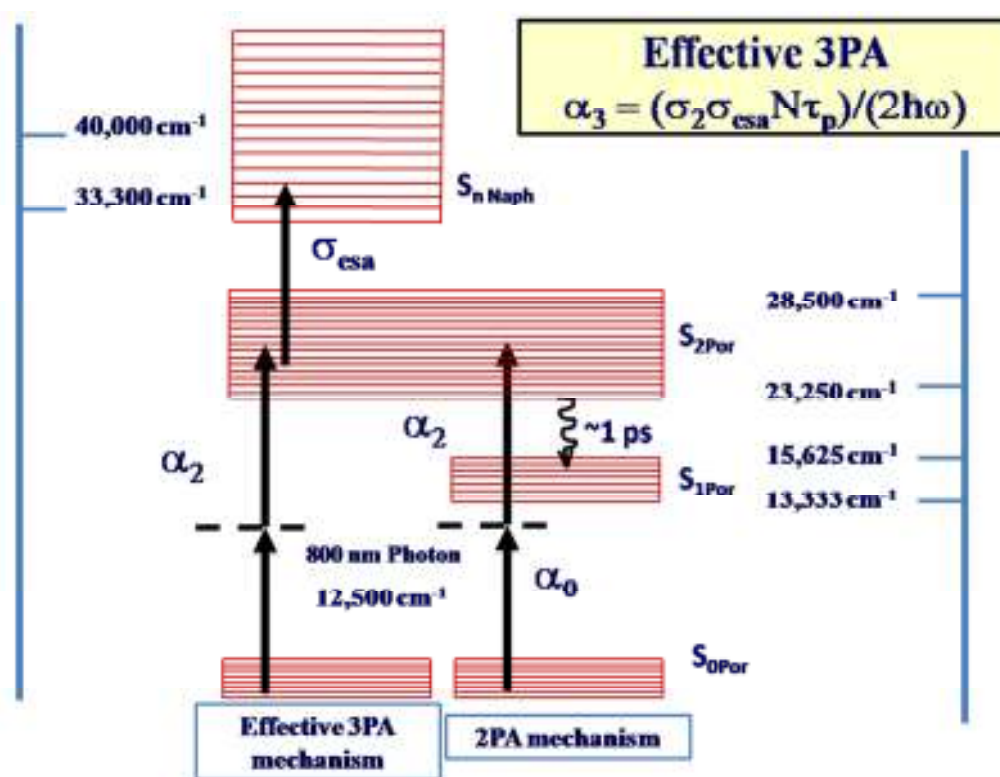 Effective 3PA
α₃ = (σ₂σₑₛₐNτₚ)/(2ħω)
40,000 cm⁻¹
33,300 cm⁻¹
Sₙ Naph
σₑₛₐ
28,500 cm⁻¹
S₂Por
23,250 cm⁻¹
α₂
α₂
~1 ps
15,625 cm⁻¹
S₁Por
13,333 cm⁻¹
800 nm Photon
12,500 cm⁻¹
α₀
S₀Por
Effective 3PA
mechanism
2PA mechanism